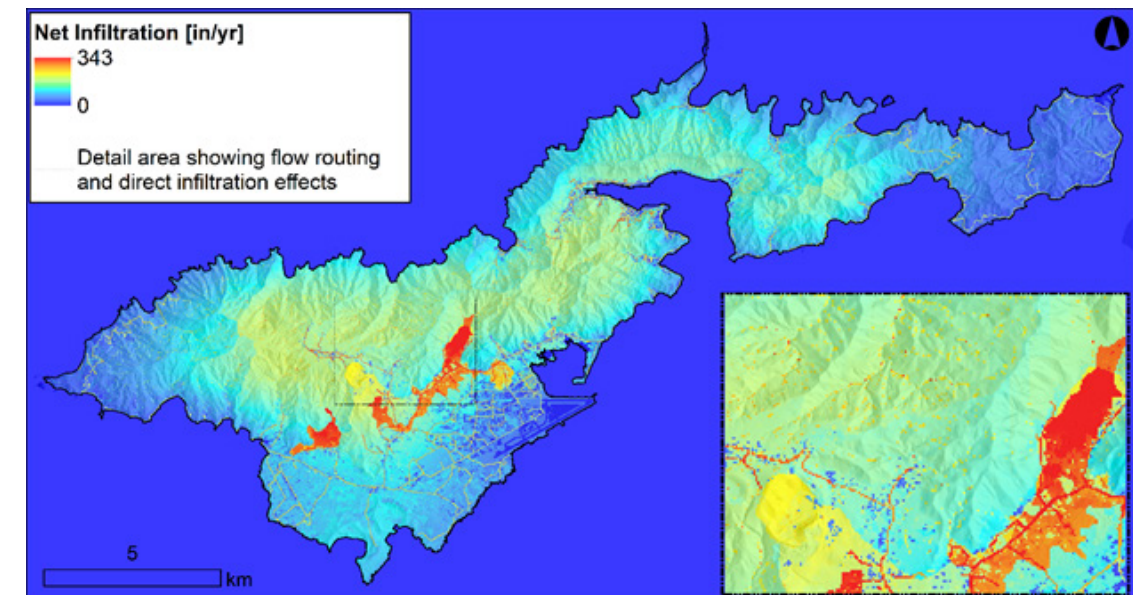 Net Infiltration [in/yr]
343
0
Detail area showing flow routing
and direct infiltration effects
5
km